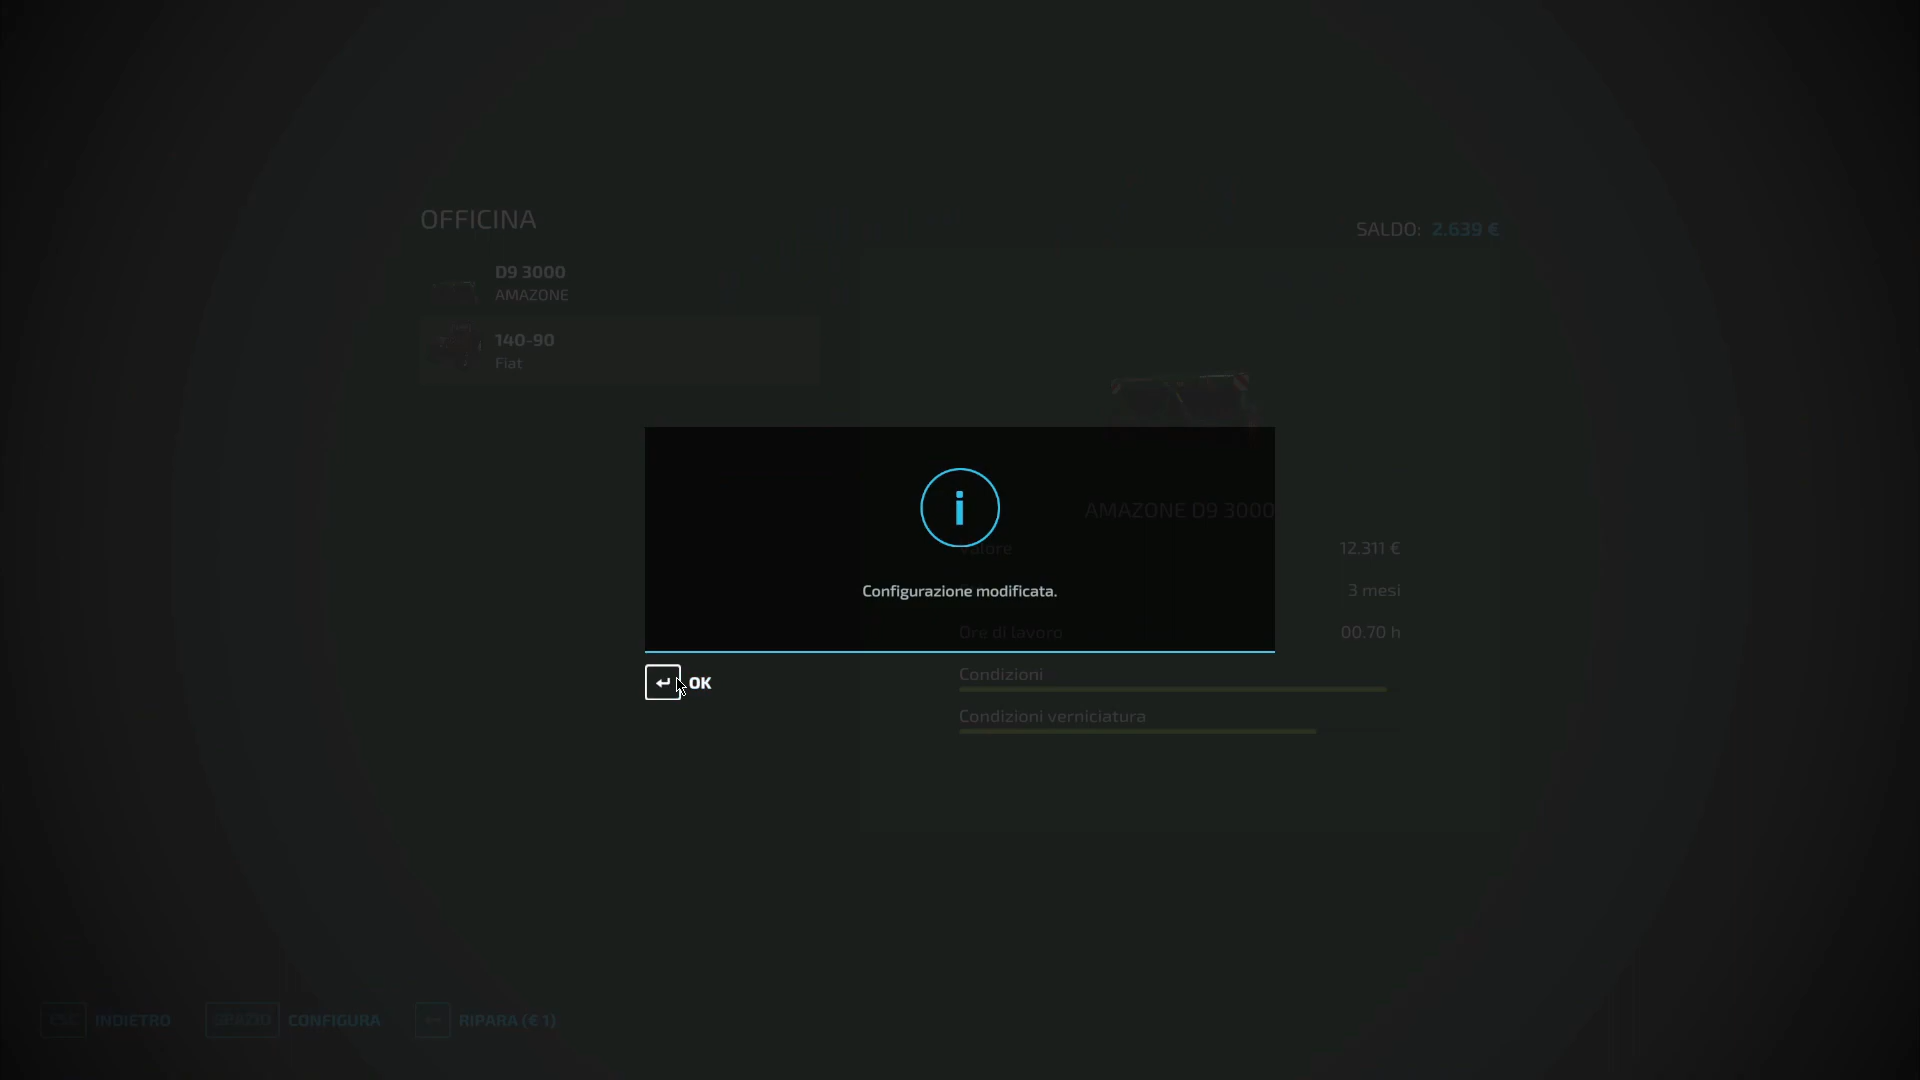 OFFICINA
SALDO: 2.639 €
D9 3000
AMAZONE
140-90
Fiat
AMAZONE D9 3000
Valore
12.311 €
Configurazione modificata.
3 mesi
Ore di lavoro
00.70 h
Condizioni
OK
Condizioni verniciatura
ESC INDIETRO
SPAZIO CONFIGURA
RIPARA (€ 1)